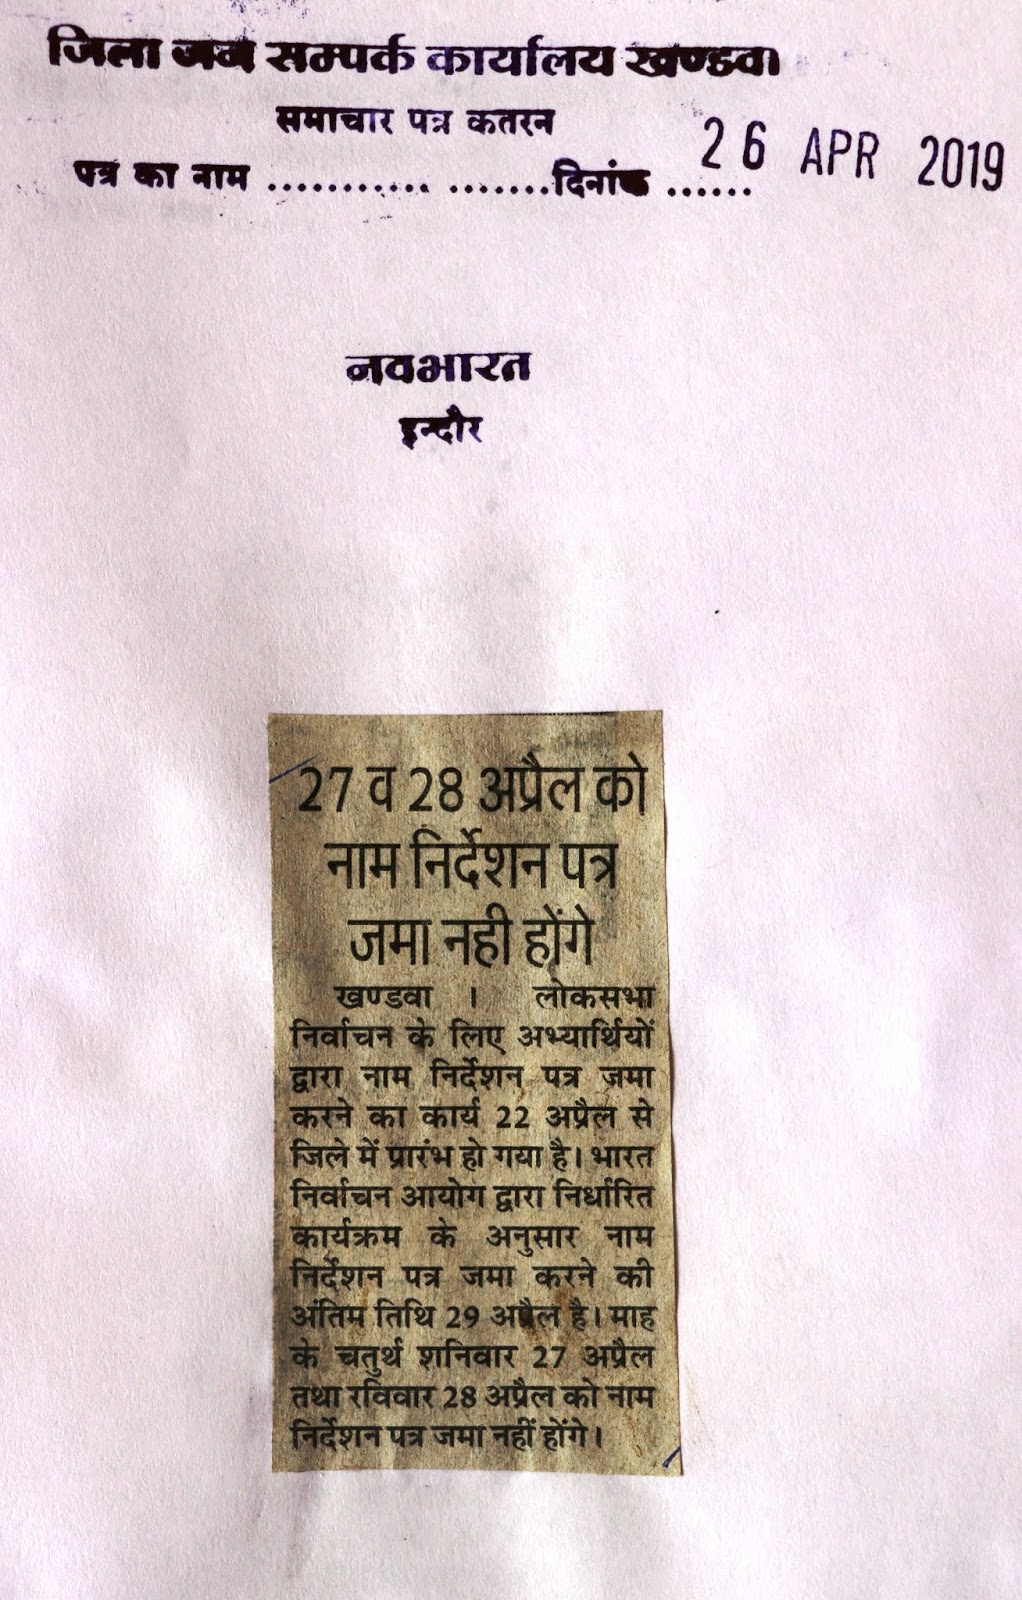 जिला जन सम्पर्क कार्यालय खण्डवा
समाचार पत्र कतरन
पत्र का नाम ........... .......दिनांक ...... 26 APR 2019
नवभारत
इन्दौर
27 व 28 अप्रैल को
नाम निर्देशन पत्र
जमा नही होंगे
खण्डवा । लोकसभा
निर्वाचन के लिए अभ्यार्थियों
द्वारा नाम निर्देशन पत्र जमा
करने का कार्य 22 अप्रैल से
जिले में प्रारंभ हो गया है। भारत
निर्वाचन आयोग द्वारा निर्धारित
कार्यक्रम के अनुसार नाम
निर्देशन पत्र जमा करने की
अंतिम तिथि 29 अप्रैल है। माह
के चतुर्थ शनिवार 27 अप्रैल
तथा रविवार 28 अप्रैल को नाम
निर्देशन पत्र जमा नहीं होंगे।